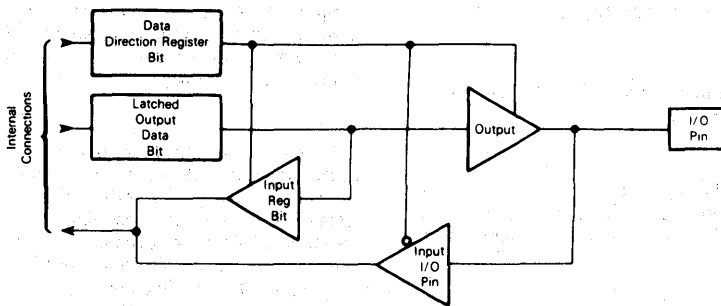 Data
Direction Register
Bit
Latched
Output
Data
Bit
Internal
Connections
Output
I/O
Pin
Input
Reg
Bit
Input
I/O
Pin